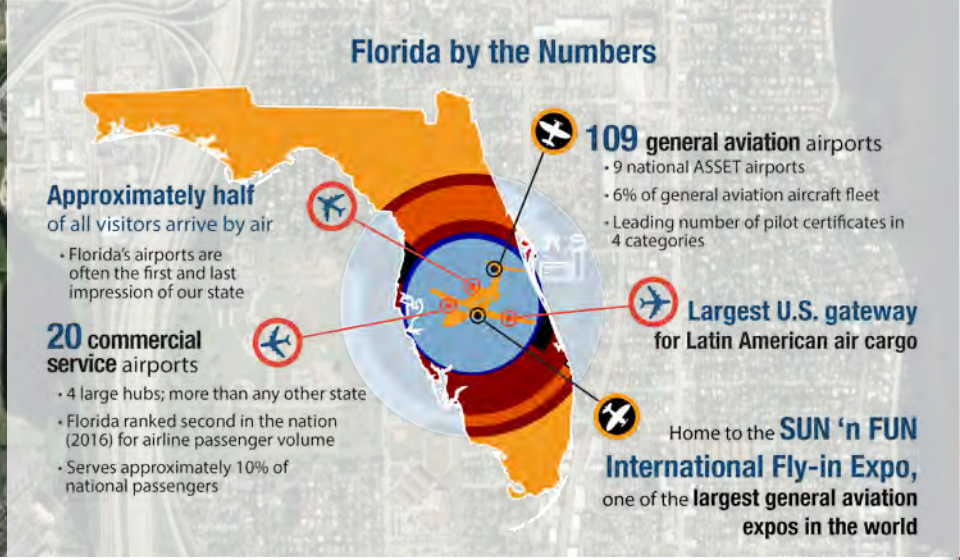 Florida by the Numbers
Approximately half
of all visitors arrive by air
• Florida's airports are
often the first and last
impression of our state
20 commercial
service airports
• 4 large hubs; more than any other state
• Florida ranked second in the nation
(2016) for airline passenger volume
• Serves approximately 10% of
national passengers
109 general aviation airports
• 9 national ASSET airports
• 6% of general aviation aircraft fleet
• Leading number of pilot certificates in
4 categories
Largest U.S. gateway
for Latin American air cargo
Home to the SUN 'n FUN
International Fly-in Expo,
one of the largest general aviation
expos in the world